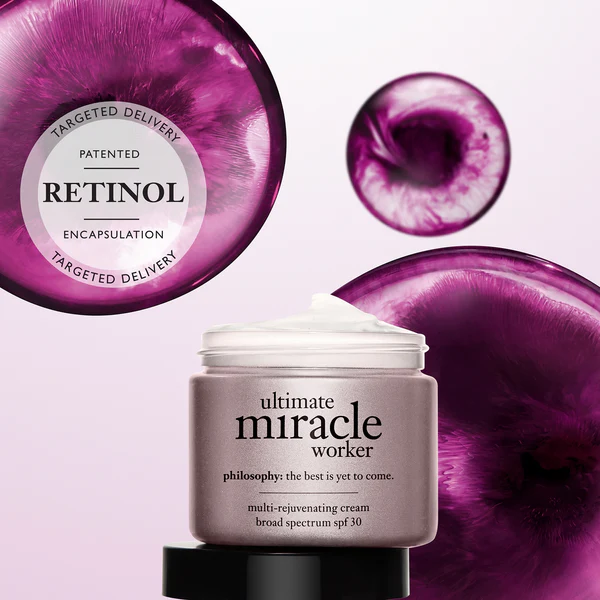 TARGETED DELIVERY
PATENTED
RETINOL
ENCAPSULATION
TARGETED DELIVERY
ultimate
miracle
worker
philosophy: the best is yet to come.
multi-rejuvenating cream
broad spectrum spf 30